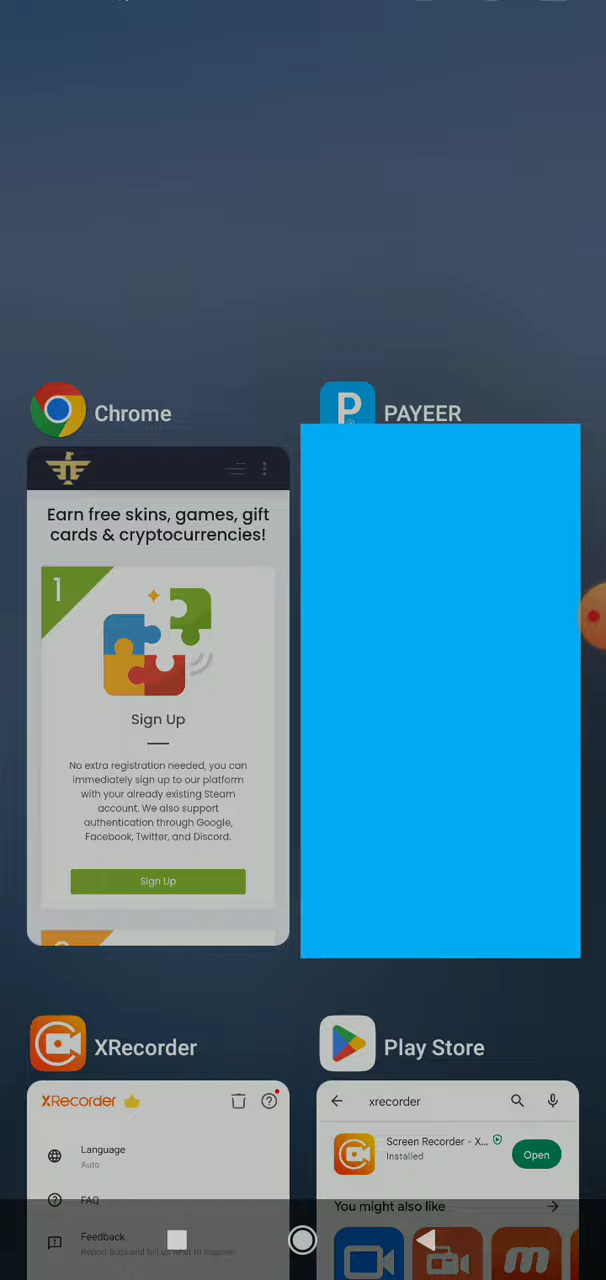 Chrome
PAYEER
Earn free skins, games, gift
cards & cryptocurrencies!
1
Sign Up
No extra registration needed, you can
immediately sign up to our platform
with your already existing Steam
account. We also support
authentication through Google,
Facebook, Twitter, and Discord.
Sign Up
XRecorder
Play Store
XRecorder
Language
Auto
FAQ
Feedback
Report bugs and tell us what to improve
xrecorder
Screen Recorder - X...
Installed
Open
You might also like